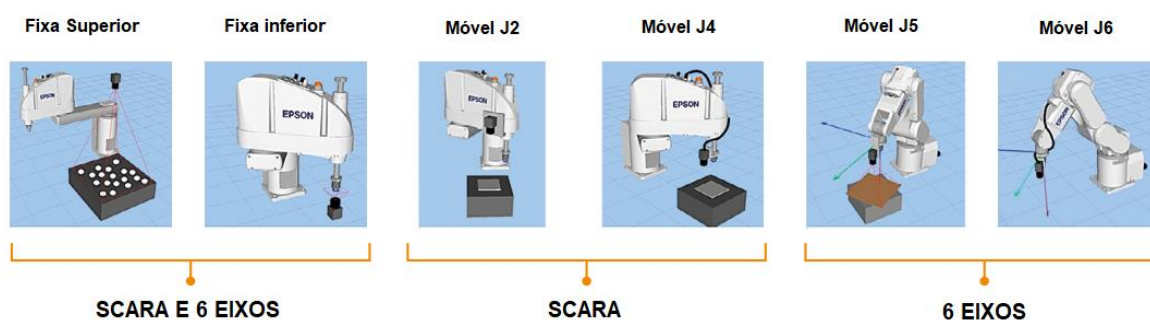 Fixa Superior
Fixa inferior
Móvel J2
Móvel J4
Móvel J5
Móvel J6
EPSON
EPSON
EPSON
EPSON
EPSON
EPSON
SCARA E 6 EIXOS
SCARA
6 EIXOS